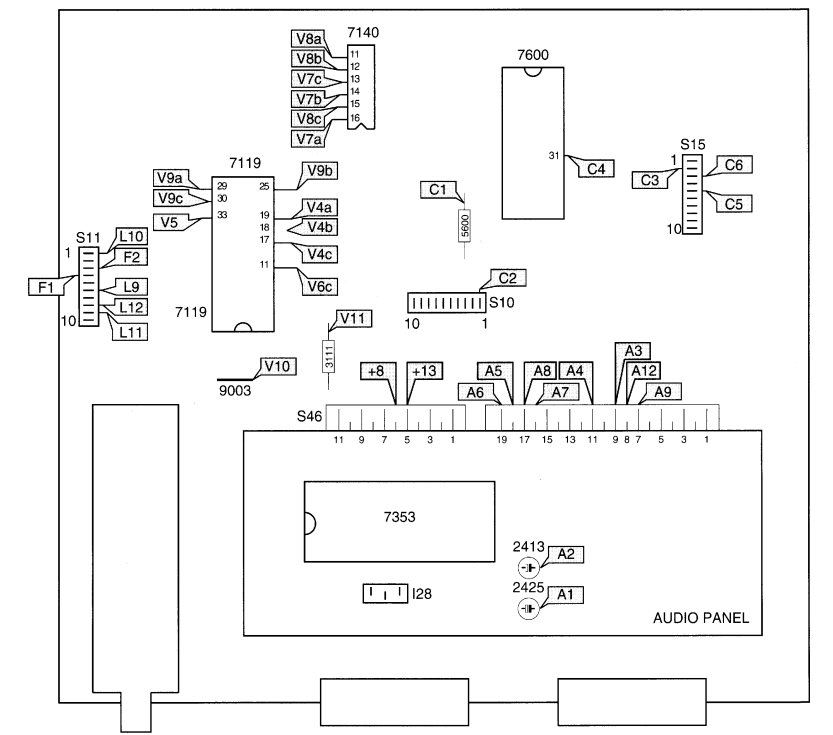 7140
V8a
11
V8b
12
V7c
13
V7b
14
V8c
15
V7a
16
7600
31
C4
S15
1
C3
C6
C5
10
7119
V9a
29
25
V9b
V9c
30
V5
33
19
V4a
18
V4b
17
V4c
11
V6c
7119
S11
1
L10
F2
F1
L9
L12
10
L11
C1
5600
C2
S10
10 1
V11
3111
V10
9003
+8 +13 A5 A8 A4 A3
A6 A7 A12 A9
S46
11 9 7 5 3 1 19 17 15 13 11 9 8 7 5 3 1
7353
2413
A2
2425
A1
I28
AUDIO PANEL